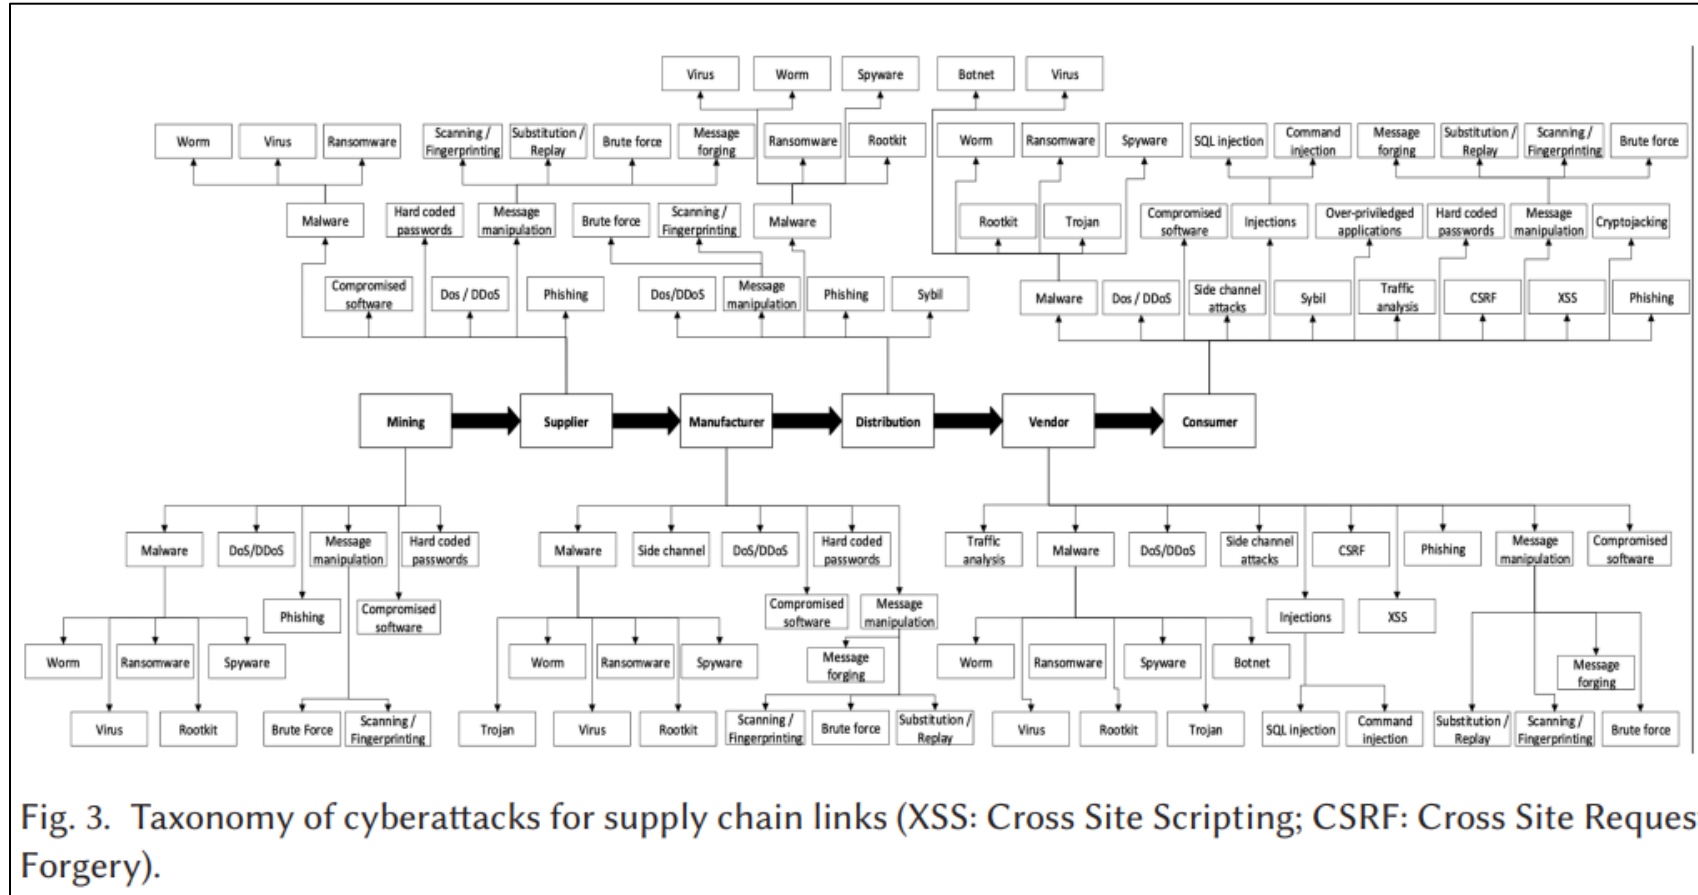 Virus
Worm
Spyware
Botnet
Virus
Worm
Virus
Ransomware
Scanning /
Fingerprinting
Substitution /
Replay
Brute force
Message
forging
Ransomware
Rootkit
Worm
Ransomware
Spyware
SQL injection
Command
injection
Message
forging
Substitution /
Replay
Scanning /
Fingerprinting
Brute force
Malware
Hard coded
passwords
Message
manipulation
Brute force
Scanning /
Fingerprinting
Malware
Rootkit
Trojan
Compromised
software
Injections
Over-priviledged
applications
Hard coded
passwords
Message
manipulation
Cryptojacking
Compromised
software
Dos / DDoS
Phishing
Dos/DDoS
Message
manipulation
Phishing
Sybil
Malware
Dos / DDoS
Side channel
attacks
Sybil
Traffic
analysis
CSRF
XSS
Phishing
Mining
Supplier
Manufacturer
Distribution
Vendor
Consumer
Malware
DoS/DDoS
Message
manipulation
Hard coded
passwords
Malware
Side channel
DoS/DDoS
Hard coded
passwords
Traffic
analysis
Malware
DoS/DDoS
Side channel
attacks
CSRF
Phishing
Message
manipulation
Compromised
software
Phishing
Compromised
software
Compromised
software
Message
manipulation
Injections
XSS
Worm
Ransomware
Spyware
Worm
Ransomware
Spyware
Message
forging
Worm
Ransomware
Spyware
Botnet
Message
forging
Virus
Rootkit
Brute Force
Scanning /
Fingerprinting
Trojan
Virus
Rootkit
Scanning /
Fingerprinting
Brute force
Substitution /
Replay
Virus
Rootkit
Trojan
SQL injection
Command
injection
Substitution /
Replay
Scanning /
Fingerprinting
Brute force
Fig. 3. Taxonomy of cyberattacks for supply chain links (XSS: Cross Site Scripting; CSRF: Cross Site Reques
Forgery).